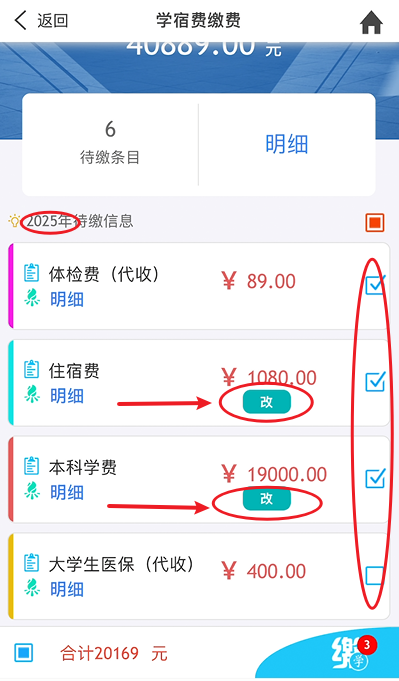 返回
学宿费缴费
40889.00 元
6
待缴条目
明细
2025年待缴信息
体检费（代收）
￥ 89.00
明细
住宿费
￥ 1080.00
明细
改
本科学费
￥ 19000.00
明细
改
大学生医保（代收）
￥ 400.00
明细
合计20169 元
缴
学
3